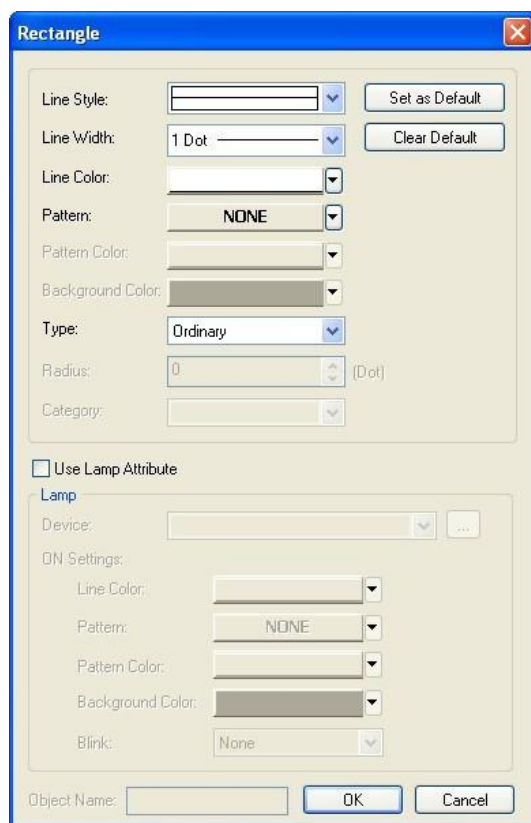 Rectangle
Line Style:
Set as Default
Line Width: 1 Dot
Clear Default
Line Color:
Pattern: NONE
Pattern Color:
Background Color:
Type: Ordinary
Radius: 0 (Dot)
Category:
Use Lamp Attribute
Lamp
Device: ...
ON Settings:
Line Color:
Pattern: NONE
Pattern Color:
Background Color:
Blink: None
Object Name: OK Cancel